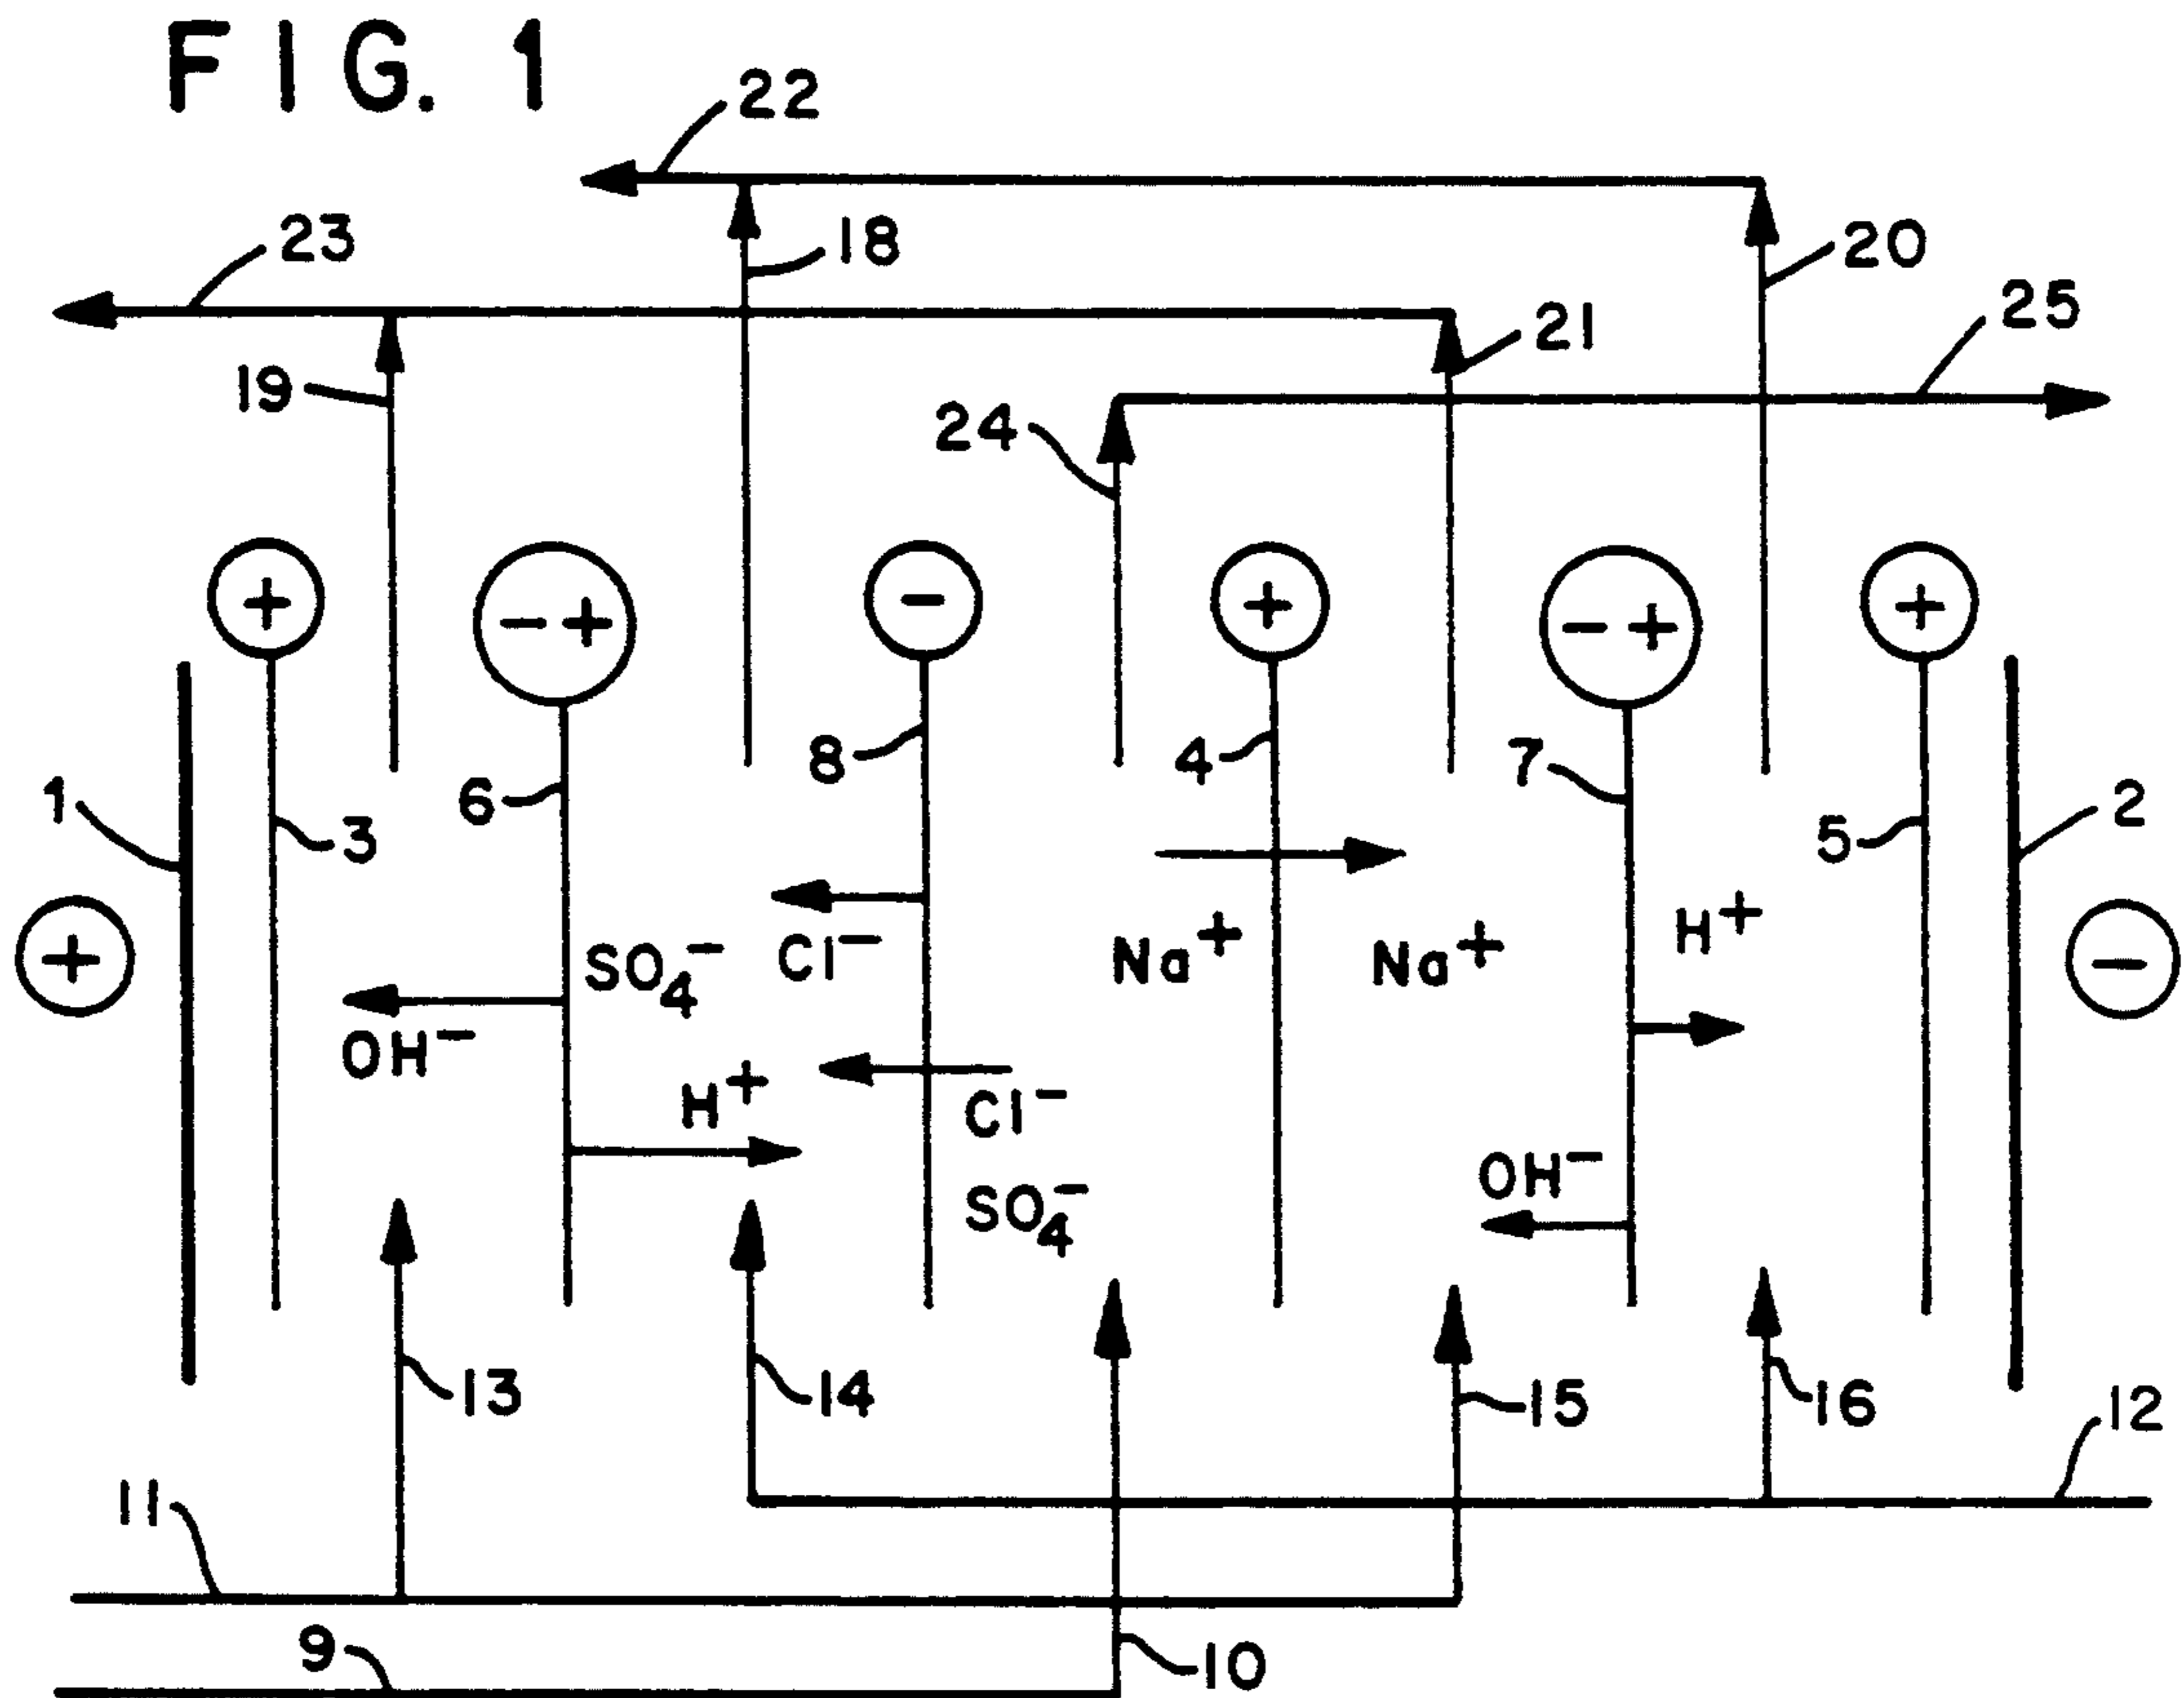 FIG. 1
22
23
18
20
25
21
19
24
+
- +
-
+
- +
+
8
4
7
1
6
2
3
5
+
SO₄⁻
Cl⁻
Na⁺
Na⁺
H⁺
-
OH⁻
H⁺
Cl⁻
OH⁻
SO₄⁻
13
14
15
16
12
11
9
10